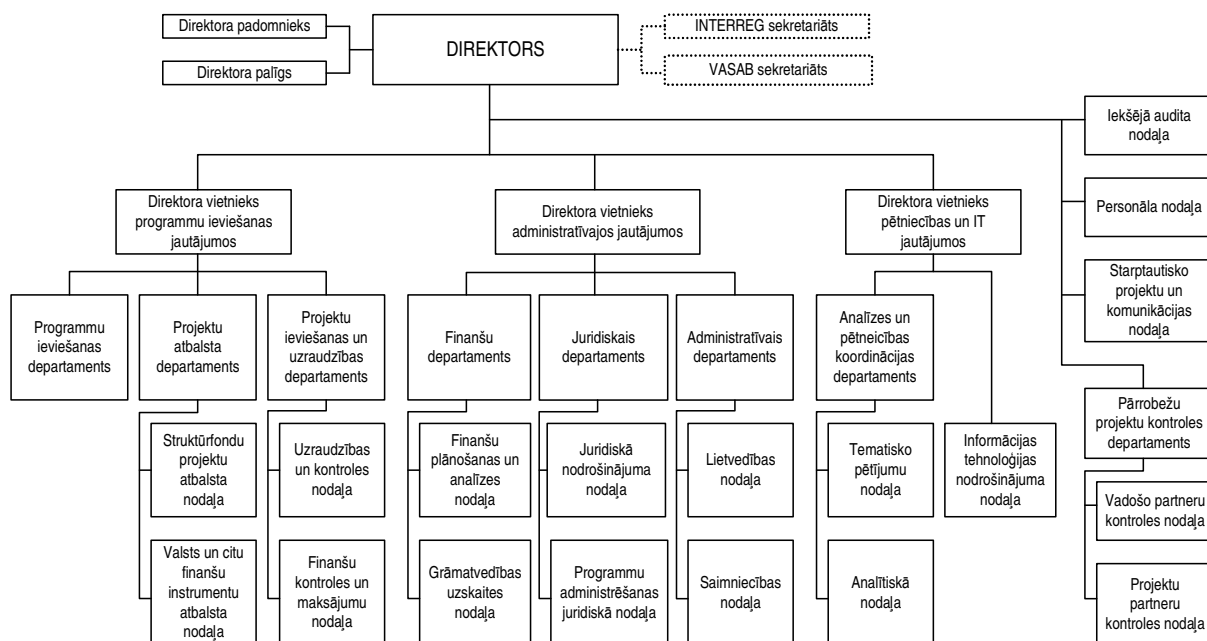 Direktora padomnieks
Direktora palīgs
DIREKTORS
INTERREG sekretariāts
VASAB sekretariāts
Iekšējā audita
nodaļa
Personāla nodaļa
Starptautisko
projektu un
komunikācijas
nodaļa
Pārrobežu
projektu kontroles
departaments
Vadošo partneru
kontroles nodaļa
Projektu
partneru
kontroles nodaļa
Direktora vietnieks
programmu ieviešanas
jautājumos
Direktora vietnieks
administratīvajos jautājumos
Direktora vietnieks
pētniecības un IT
jautājumos
Programmu
ieviešanas
departaments
Projektu
atbalsta
departaments
Projektu
ieviešanas un
uzraudzības
departaments
Finanšu
departaments
Juridiskais
departaments
Administratīvais
departaments
Analīzes un
pētneicības
koordinācijas
departaments
Struktūrfondu
projektu
atbalsta
nodaļa
Uzraudzības
un kontroles
nodaļa
Finanšu
plānošanas un
analīzes
nodaļa
Juridiskā
nodrošinājuma
nodaļa
Lietvedības
nodaļa
Tematisko
pētījumu
nodaļa
Informācijas
tehnoloģijas
nodrošinājuma
nodaļa
Valsts un citu
finanšu
instrumentu
atbalsta
nodaļa
Finanšu
kontroles un
maksājumu
nodaļa
Grāmatvedības
uzskaites
nodaļa
Programmu
administrēšanas
juridiskā nodaļa
Saimniecības
nodaļa
Analītiskā
nodaļa